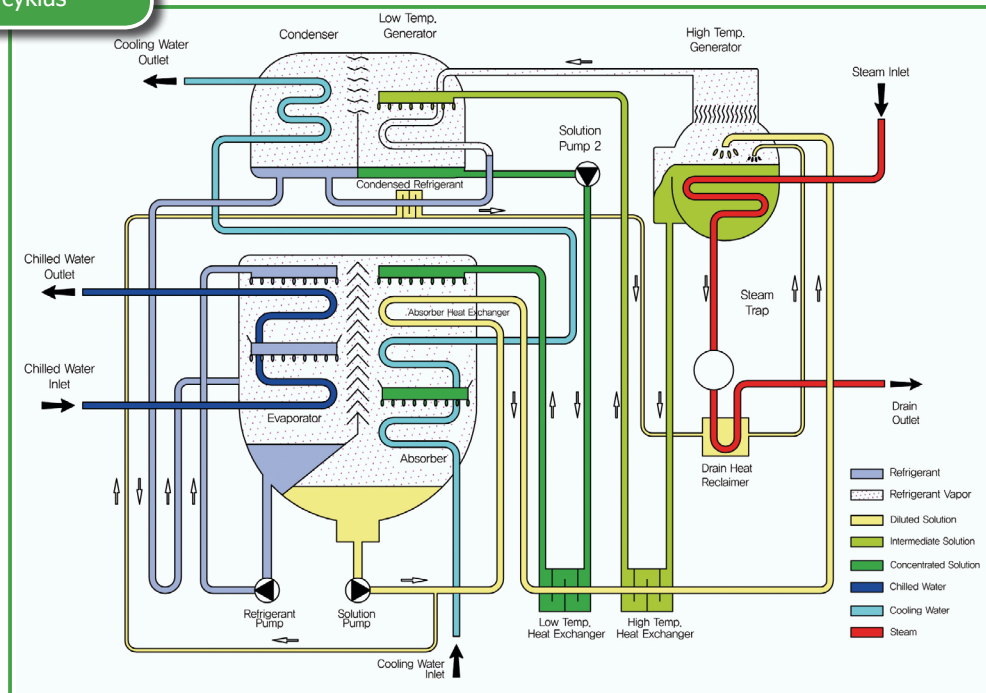 cyklus
Low Temp.
Generator
Condenser
High Temp.
Generator
Cooling Water
Outlet
Steam Inlet
Solution
Pump 2
Condensed Refrigerant
Chilled Water
Outlet
Absorber Heat Exchanger
Steam
Trap
Chilled Water
Inlet
Evaporator
Absorber
Drain
Outlet
Drain Heat
Reclaimer
Refrigerant
Refrigerant Vapor
Diluted Solution
Intermediate Solution
Concentrated Solution
Chilled Water
Cooling Water
Steam
Refrigerant
Pump
Solution
Pump
Low Temp.
Heat Exchanger
High Temp.
Heat Exchanger
Cooling Water
Inlet